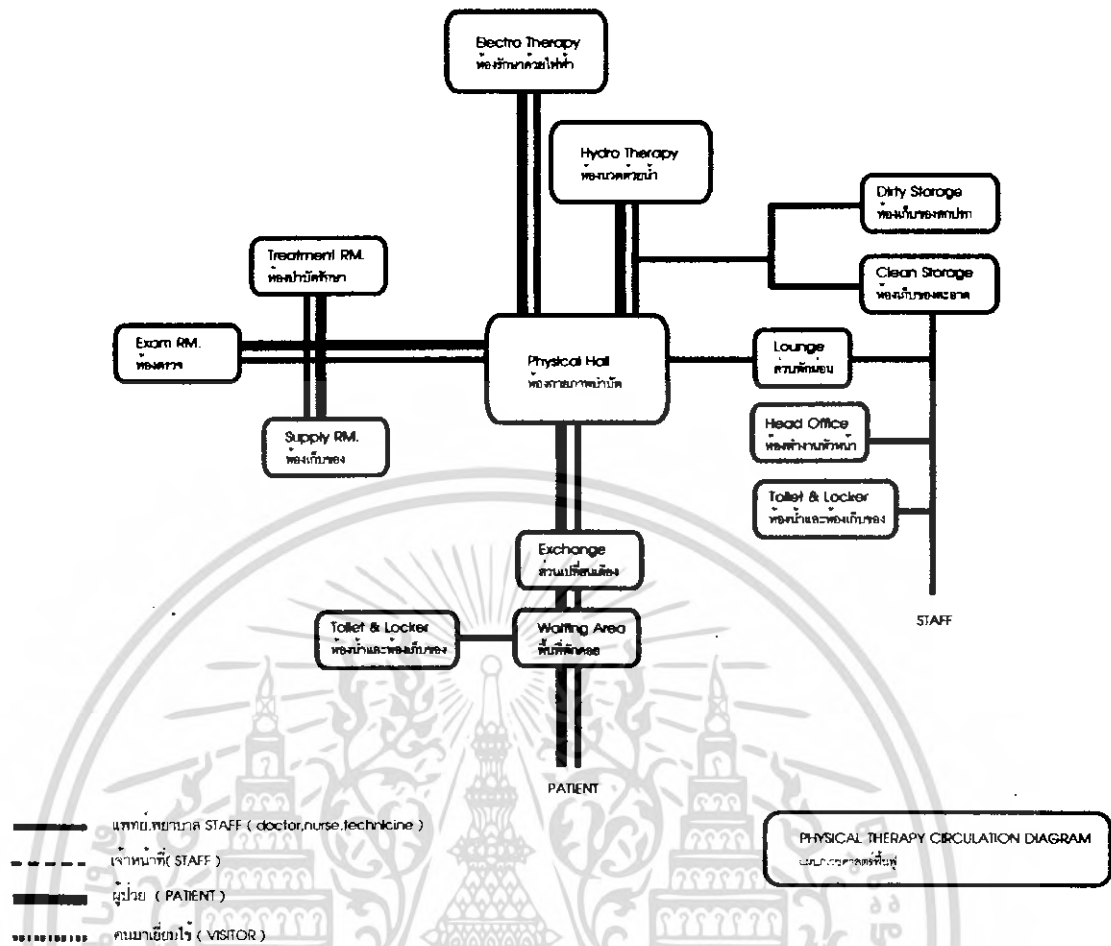 Electro Therapy
ห้องรักษาด้วยไฟฟ้า
Hydro Therapy
ห้องนวดด้วยน้ำ
Dirty Storage
ห้องเก็บของสกปรก
Treatment RM.
ห้องบำบัดรักษา
Clean Storage
ห้องเก็บของสะอาด
Exam RM.
ห้องตรวจ
Physical Hall
ห้องกายภาพบำบัด
Lounge
ส่วนพักผ่อน
Supply RM.
ห้องเก็บของ
Head Office
ห้องทำงานหัวหน้า
Toilet & Locker
ห้องน้ำและห้องเก็บของ
Exchange
ส่วนเปลี่ยนเตียง
STAFF
Toilet & Locker
ห้องน้ำและห้องเก็บของ
Waiting Area
พื้นที่พักคอย
PATIENT
แพทย์,พยาบาล STAFF ( doctor,nurse,technicine )
เจ้าหน้าที่( STAFF )
ผู้ป่วย ( PATIENT )
คนมาเยี่ยมไข้ ( VISITOR )
PHYSICAL THERAPY CIRCULATION DIAGRAM